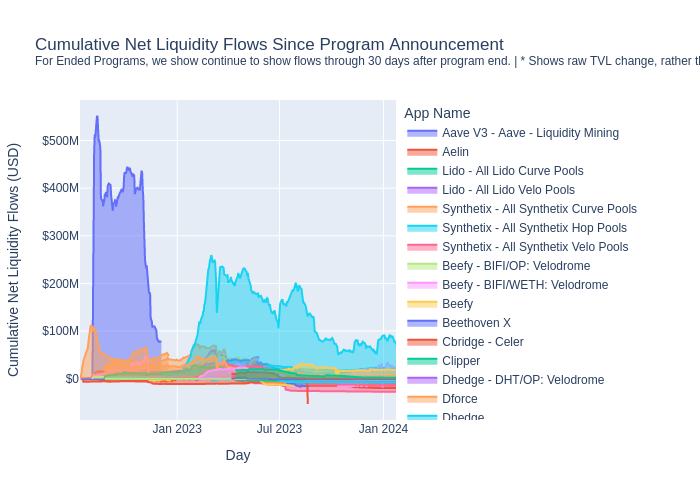 Cumulative Net Liquidity Flows Since Program Announcement
For Ended Programs, we show continue to show flows through 30 days after program end. | * Shows raw TVL change, rather
App Name
Aave V3 - Aave - Liquidity Mining
Aelin
Lido - All Lido Curve Pools
Lido - All Lido Velo Pools
Synthetix - All Synthetix Curve Pools
Synthetix - All Synthetix Hop Pools
Synthetix - All Synthetix Velo Pools
Beefy - BIFI/OP: Velodrome
Beefy - BIFI/WETH: Velodrome
Beefy
Beethoven X
Cbridge - Celer
Clipper
Dhedge - DHT/OP: Velodrome
Dforce
Dhedge
$500M
$400M
$300M
$200M
$100M
$0
Cumulative Net Liquidity Flows (USD)
Jan 2023
Jul 2023
Jan 2024
Day